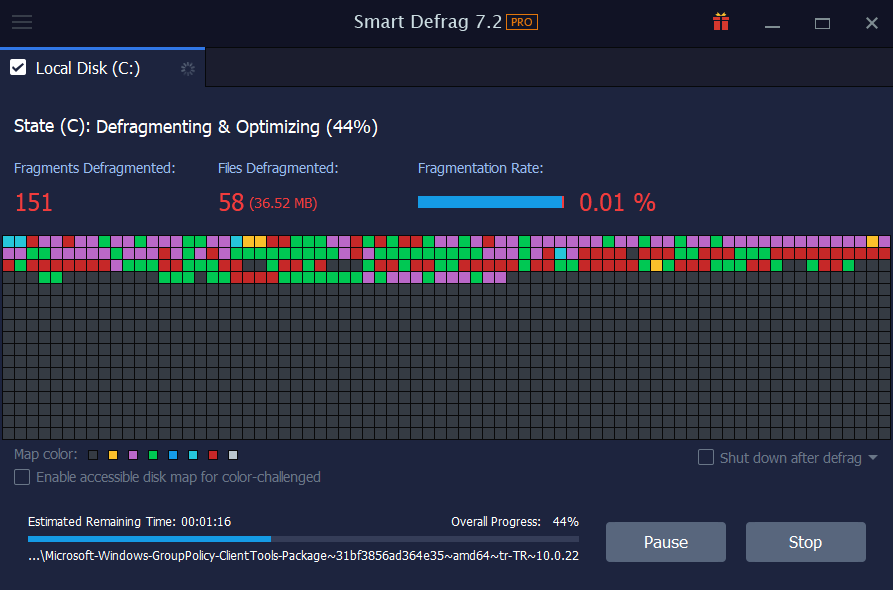 Smart Defrag 7.2 PRO
Local Disk (C:)
State (C): Defragmenting & Optimizing (44%)
Fragments Defragmented: Files Defragmented: Fragmentation Rate:
151 58 (36.52 MB) 0.01 %
Map color:
Shut down after defrag
Enable accessible disk map for color-challenged
Estimated Remaining Time: 00:01:16 Overall Progress: 44%
...\Microsoft-Windows-GroupPolicy-ClientTools-Package~31bf3856ad364e35~amd64~tr-TR~10.0.22
Pause Stop